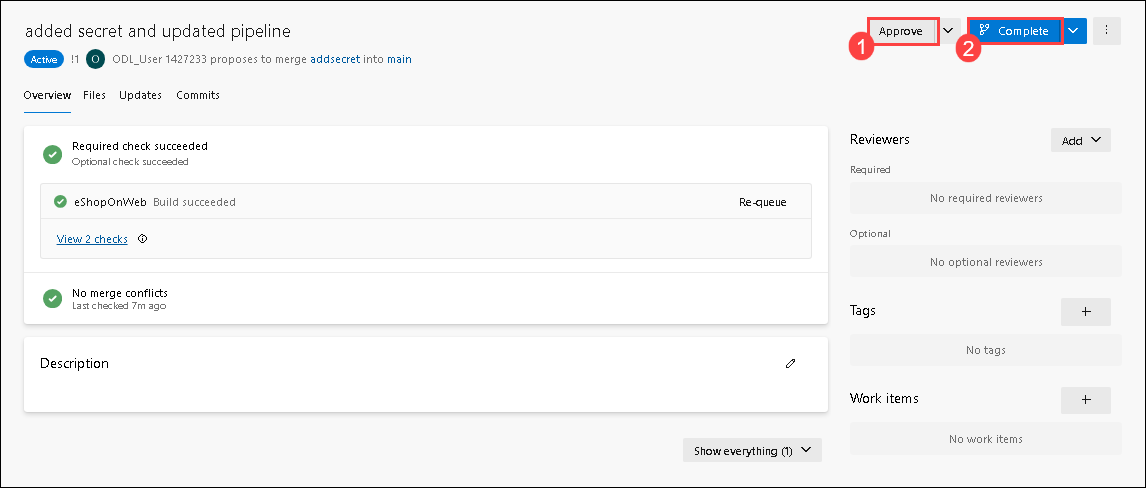 added secret and updated pipeline
Approve
1
Complete
2
Active !1 O ODL_User 1427233 proposes to merge addsecret into main
Overview Files Updates Commits
Required check succeeded
Optional check succeeded
eShopOnWeb Build succeeded Re-queue
View 2 checks
No merge conflicts
Last checked 7m ago
Description
Show everything (1)
Reviewers Add
Required
No required reviewers
Optional
No optional reviewers
Tags
No tags
Work items
No work items